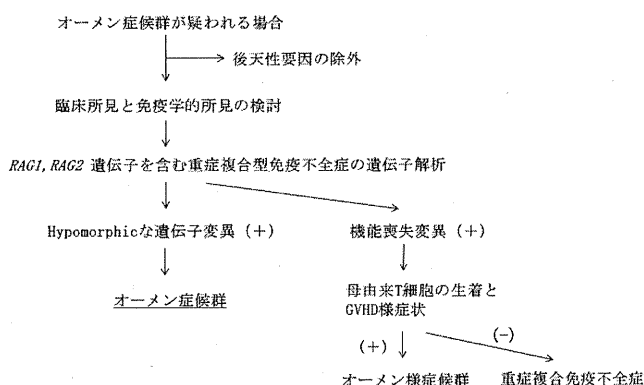 オーメン症候群が疑われる場合
後天性要因の除外
臨床所見と免疫学的所見の検討
RAG1, RAG2 遺伝子を含む重症複合型免疫不全症の遺伝子解析
Hypomorphicな遺伝子変異（+）
機能喪失変異（+）
オーメン症候群
母由来T細胞の生着と
GVHD様症状
(+)
(-)
オーメン様症候群
重症複合免疫不全症